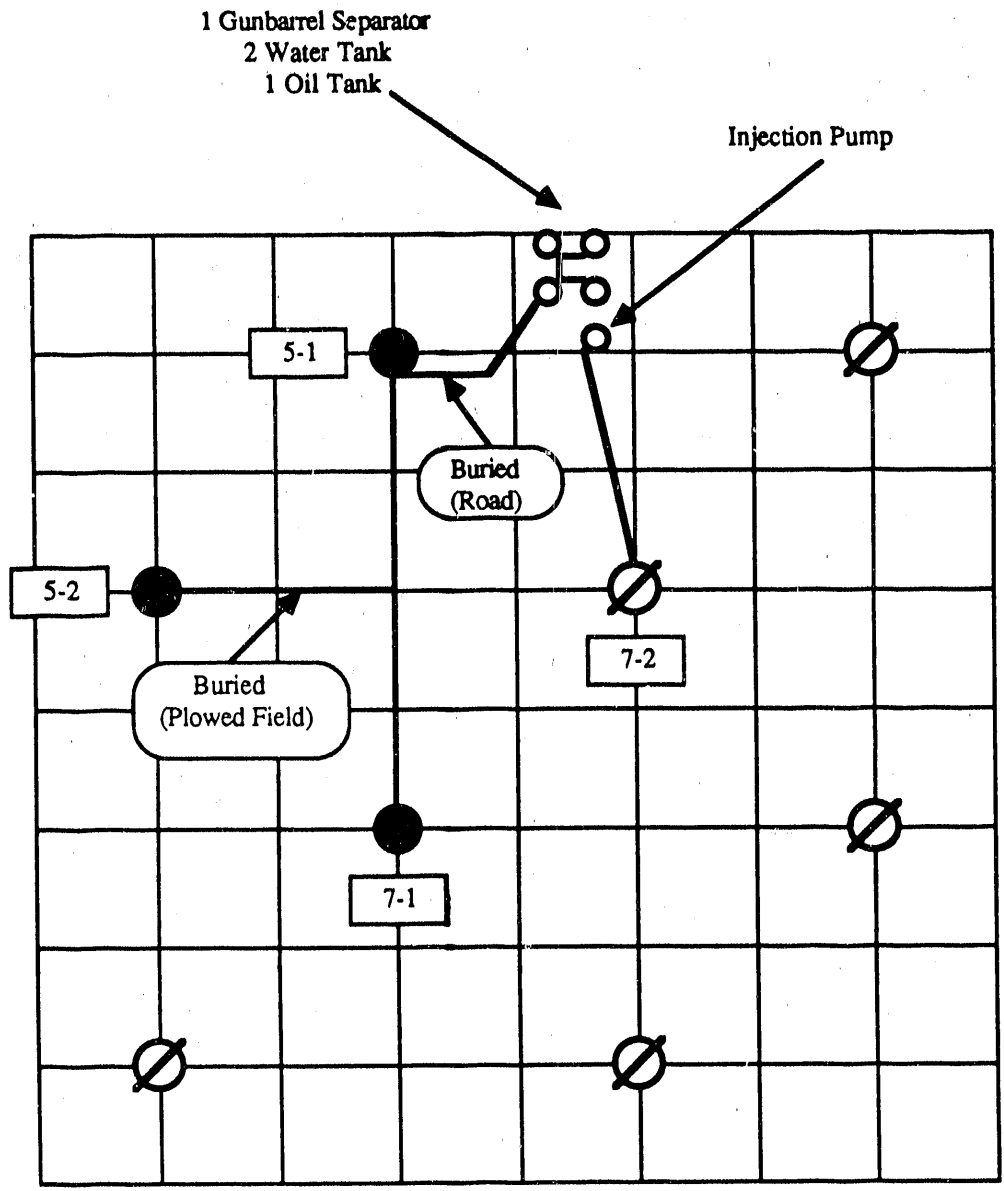 1 Gunbarrel Separator
2 Water Tank
1 Oil Tank
Injection Pump
5-1
Buried
(Road)
5-2
7-2
Buried
(Plowed Field)
7-1